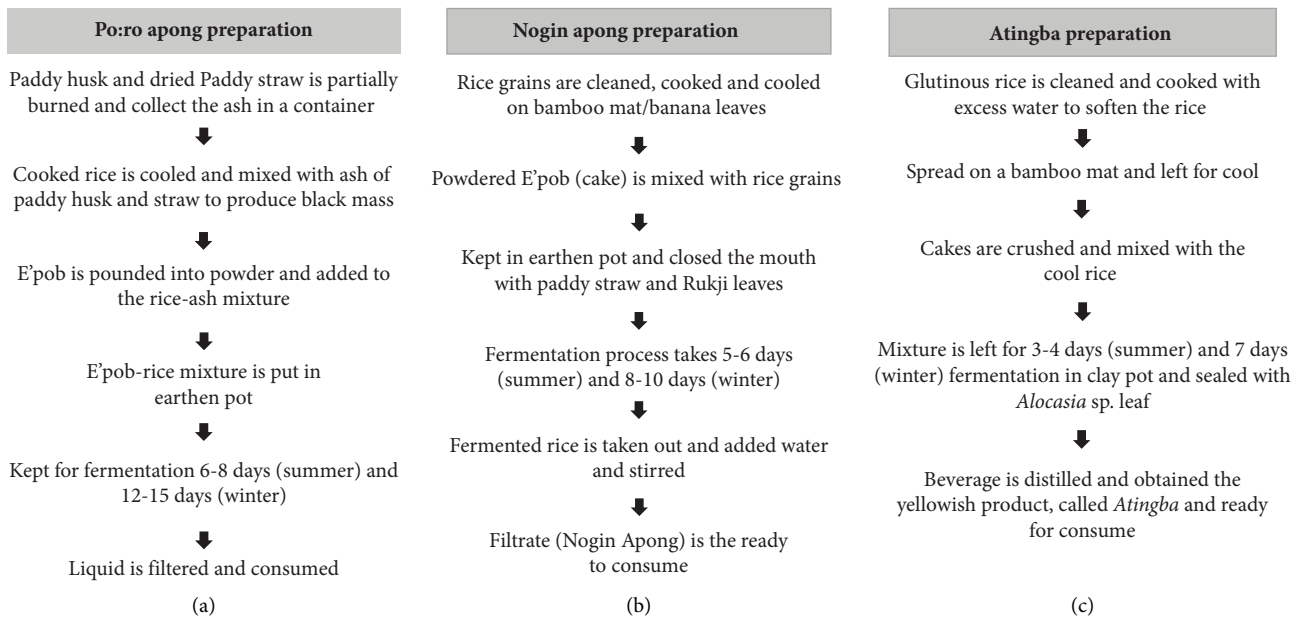 Po:ro apong preparation
Paddy husk and dried Paddy straw is partially
burned and collect the ash in a container
Cooked rice is cooled and mixed with ash of
paddy husk and straw to produce black mass
E'pob is pounded into powder and added to
the rice-ash mixture
E'pob-rice mixture is put in
earthen pot
Kept for fermentation 6-8 days (summer) and
12-15 days (winter)
Liquid is filtered and consumed
(a)
Nogin apong preparation
Rice grains are cleaned, cooked and cooled
on bamboo mat/banana leaves
Powdered E'pob (cake) is mixed with rice grains
Kept in earthen pot and closed the mouth
with paddy straw and Rukji leaves
Fermentation process takes 5-6 days
(summer) and 8-10 days (winter)
Fermented rice is taken out and added water
and stirred
Filtrate (Nogin Apong) is the ready
to consume
(b)
Atingba preparation
Glutinous rice is cleaned and cooked with
excess water to soften the rice
Spread on a bamboo mat and left for cool
Cakes are crushed and mixed with the
cool rice
Mixture is left for 3-4 days (summer) and 7 days
(winter) fermentation in clay pot and sealed with
Alocasia sp. leaf
Beverage is distilled and obtained the
yellowish product, called Atingba and ready
for consume
(c)